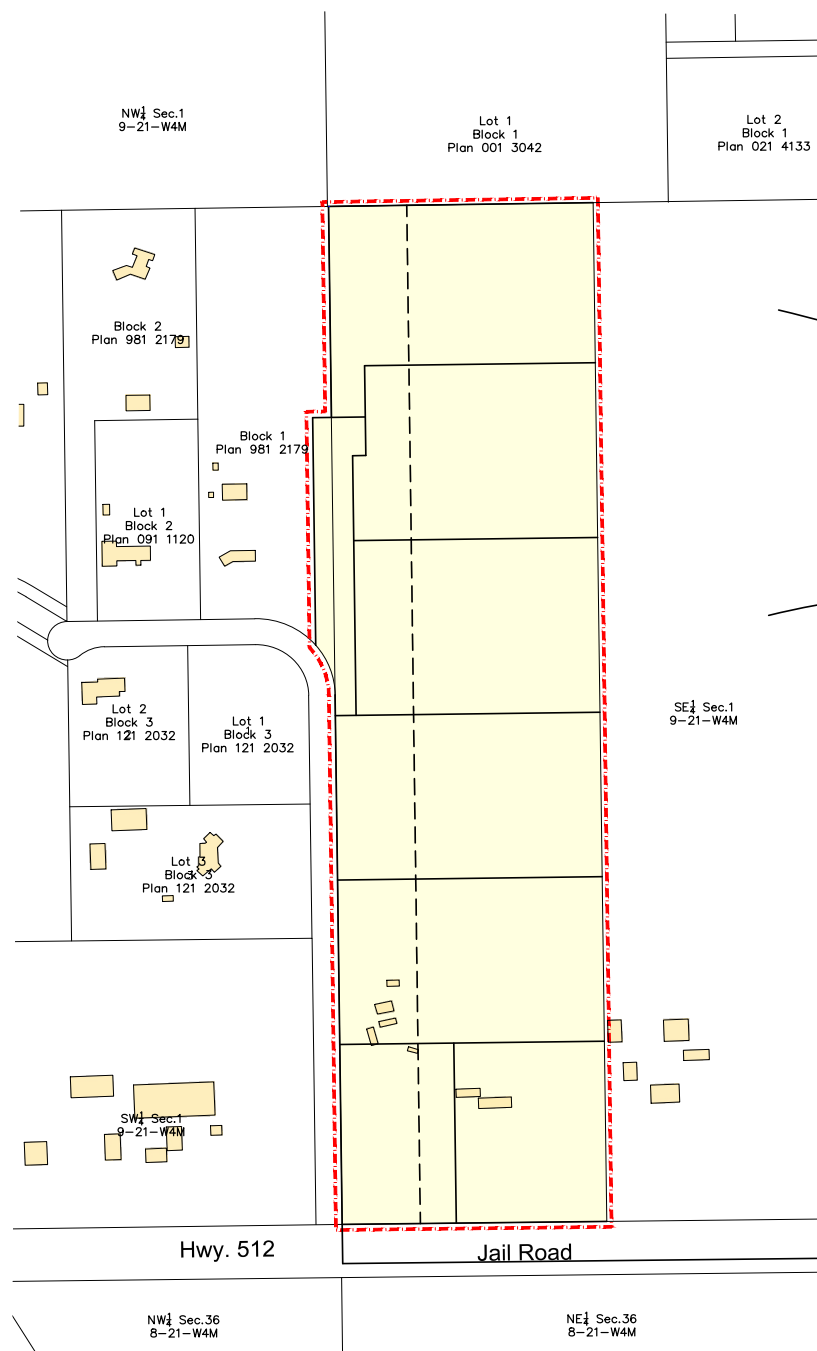 NW¼ Sec.1
9-21-W4M
Lot 1
Block 1
Plan 001 3042
Lot 2
Block 1
Plan 021 4133
Block 2
Plan 981 2179
Block 1
Plan 981 2179
Lot 1
Block 2
Plan 091 1120
Lot 2
Block 3
Plan 121 2032
2
Lot 1
Block 3
Plan 121 2032
1
SE¼ Sec.1
9-21-W4M
Lot 3
Block 3
Plan 121 2032
3
SW¼ Sec.1
9-21-W4M
Hwy. 512
Jail Road
NW¼ Sec.36
8-21-W4M
NE¼ Sec.36
8-21-W4M